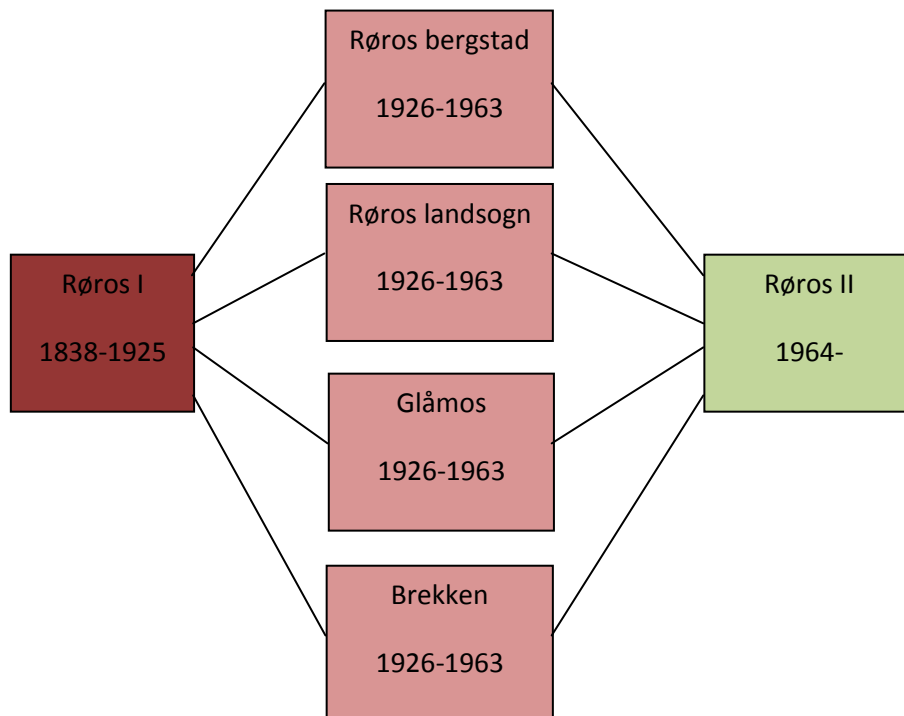 Røros bergstad
1926-1963
Røros landsogn
1926-1963
Røros I
1838-1925
Røros II
1964-
Glåmos
1926-1963
Brekken
1926-1963